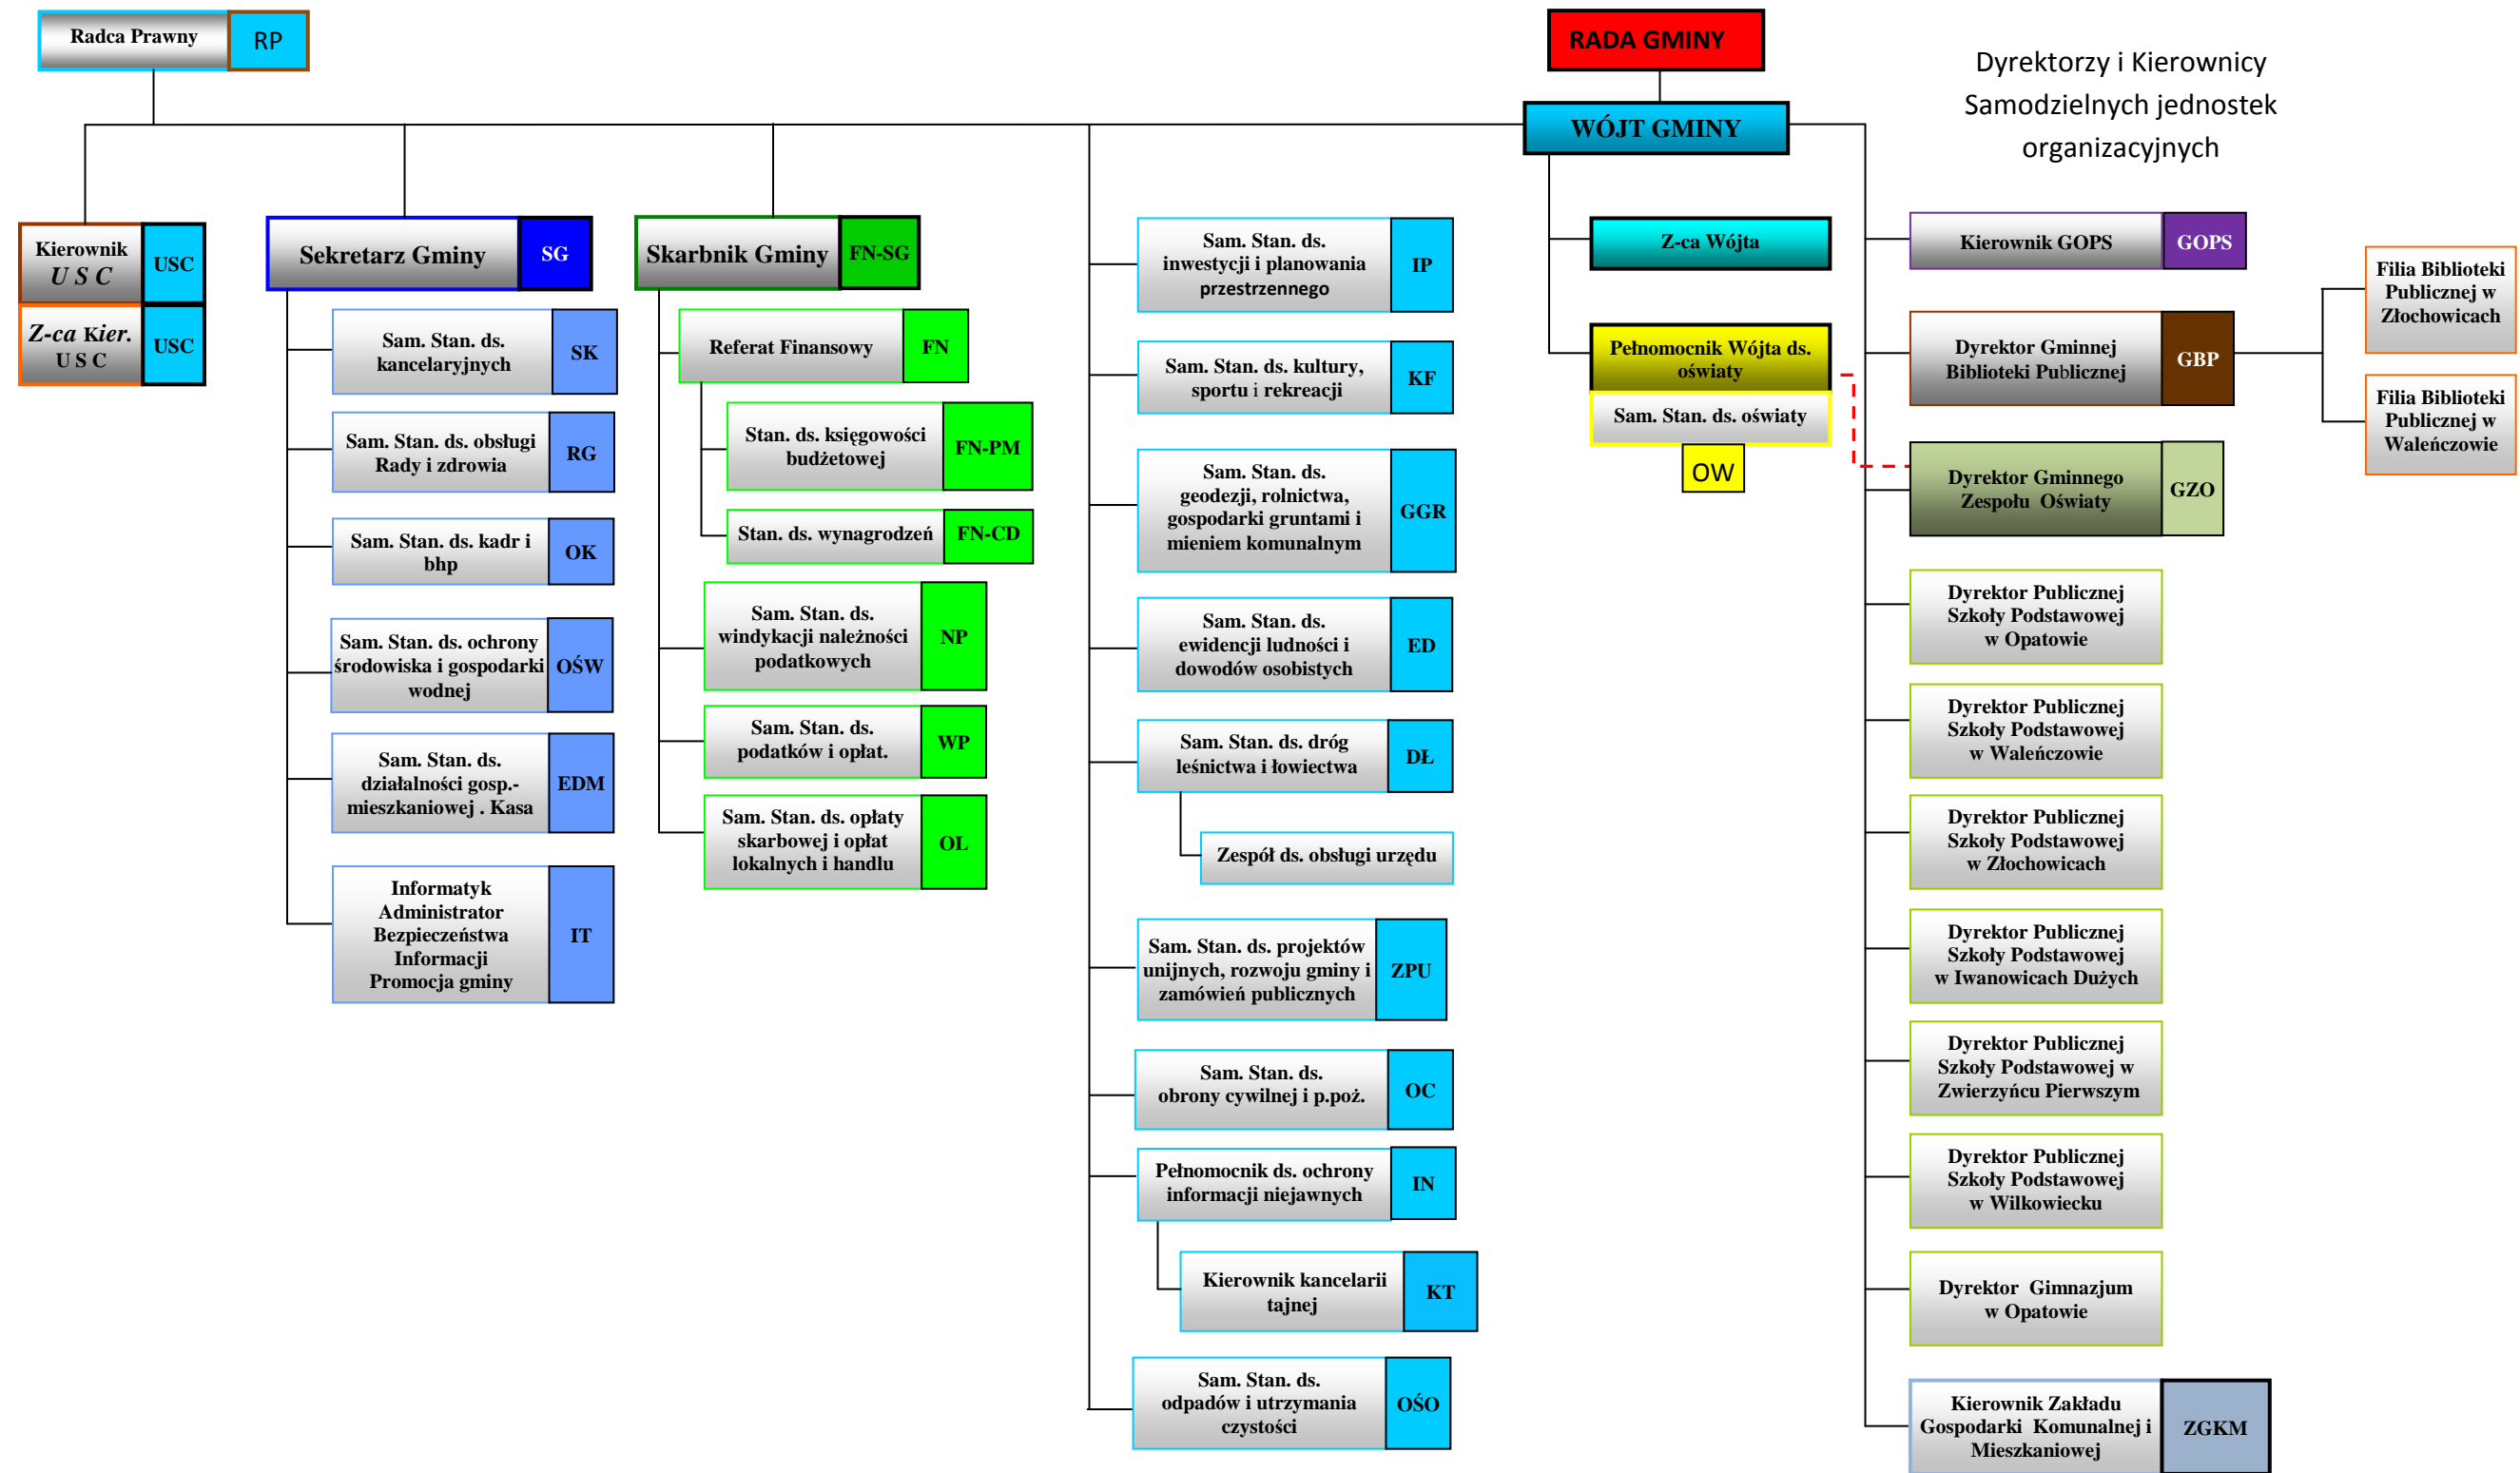 Radca Prawny
RP
RADA GMINY
WÓJT GMINY
Dyrektorzy i Kierownicy
Samodzielnych jednostek
organizacyjnych
Kierownik
U S C
USC
Z-ca Kier.
U S C
USC
Sekretarz Gminy
SG
Sam. Stan. ds.
kancelaryjnych
SK
Sam. Stan. ds. obsługi
Rady i zdrowia
RG
Sam. Stan. ds. kadr i
bhp
OK
Sam. Stan. ds. ochrony
środowiska i gospodarki
wodnej
OŚW
Sam. Stan. ds.
działalności gosp.-
mieszkaniowej . Kasa
EDM
Informatyk
Administrator
Bezpieczeństwa
Informacji
Promocja gminy
IT
Skarbnik Gminy
FN-SG
Referat Finansowy
FN
Stan. ds. księgowości
budżetowej
FN-PM
Stan. ds. wynagrodzeń
FN-CD
Sam. Stan. ds.
windykacji należności
podatkowych
NP
Sam. Stan. ds.
podatków i opłat.
WP
Sam. Stan. ds. opłaty
skarbowej i opłat
lokalnych i handlu
OL
Sam. Stan. ds.
inwestycji i planowania
przestrzennego
IP
Sam. Stan. ds. kultury,
sportu i rekreacji
KF
Sam. Stan. ds.
geodezji, rolnictwa,
gospodarki gruntami i
mieniem komunalnym
GGR
Sam. Stan. ds.
ewidencji ludności i
dowodów osobistych
ED
Sam. Stan. ds. dróg
leśnictwa i łowiectwa
DŁ
Zespół ds. obsługi urzędu
Sam. Stan. ds. projektów
unijnych, rozwoju gminy i
zamówień publicznych
ZPU
Sam. Stan. ds.
obrony cywilnej i p.poż.
OC
Pełnomocnik ds. ochrony
informacji niejawnych
IN
Kierownik kancelarii
tajnej
KT
Sam. Stan. ds.
odpadów i utrzymania
czystości
OŚO
Z-ca Wójta
Pełnomocnik Wójta ds.
oświaty
Sam. Stan. ds. oświaty
OW
Kierownik GOPS
GOPS
Dyrektor Gminnej
Biblioteki Publicznej
GBP
Filia Biblioteki
Publicznej w
Złochowicach
Filia Biblioteki
Publicznej w
Waleńczowie
Dyrektor Gminnego
Zespołu Oświaty
GZO
Dyrektor Publicznej
Szkoły Podstawowej
w Opatowie
Dyrektor Publicznej
Szkoły Podstawowej
w Waleńczowie
Dyrektor Publicznej
Szkoły Podstawowej
w Złochowicach
Dyrektor Publicznej
Szkoły Podstawowej
w Iwanowicach Dużych
Dyrektor Publicznej
Szkoły Podstawowej w
Zwierzyńcu Pierwszym
Dyrektor Publicznej
Szkoły Podstawowej
w Wilkowiecku
Dyrektor Gimnazjum
w Opatowie
Kierownik Zakładu
Gospodarki Komunalnej i
Mieszkaniowej
ZGKM